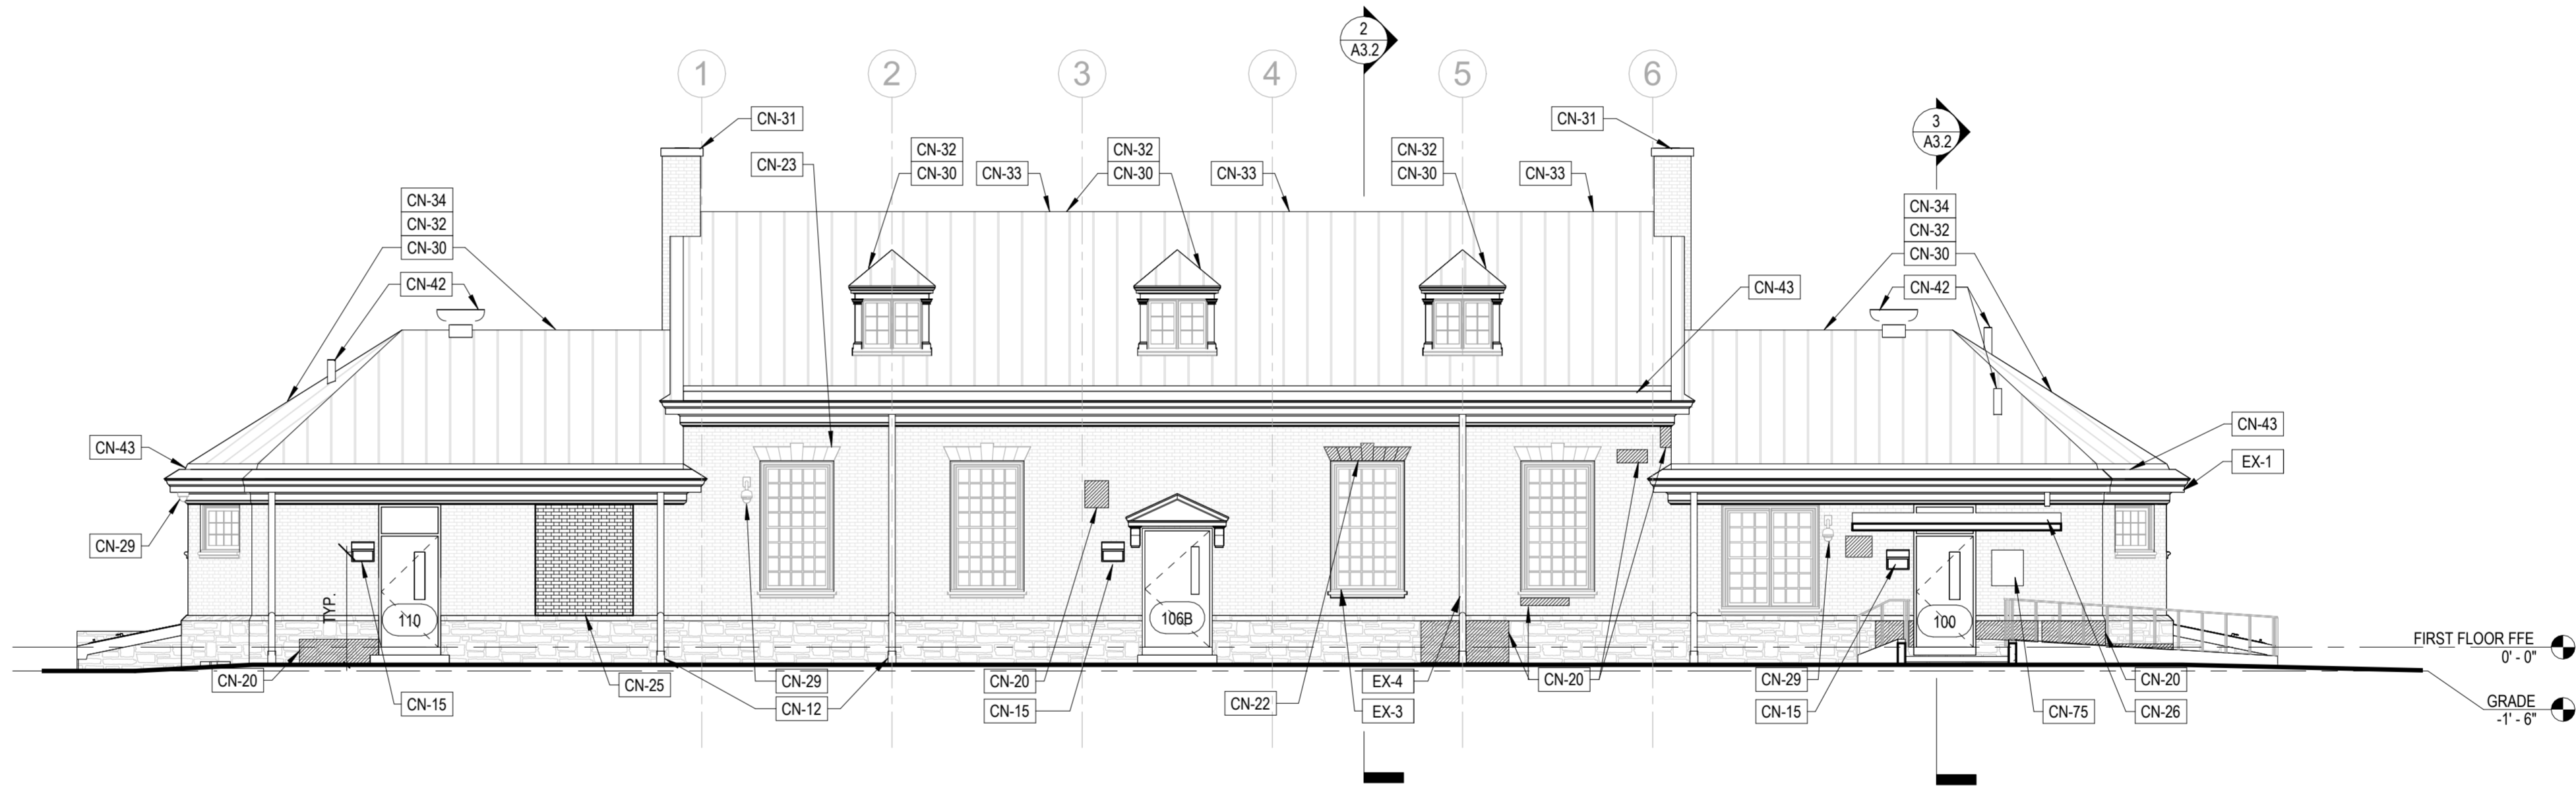 2
A3.2
1
2
3
4
5
6
3
A3.2
CN-31
CN-31
CN-23
CN-32
CN-30
CN-33
CN-32
CN-30
CN-33
CN-32
CN-30
CN-33
CN-34
CN-32
CN-30
CN-42
CN-34
CN-32
CN-30
CN-42
CN-43
CN-43
CN-43
EX-1
CN-29
TYP.
110
106B
100
FIRST FLOOR FFE
0' - 0"
CN-20
CN-15
CN-25
CN-29
CN-12
CN-20
CN-15
CN-22
EX-4
EX-3
CN-20
CN-29
CN-15
CN-75
CN-20
CN-26
GRADE
-1' - 6"